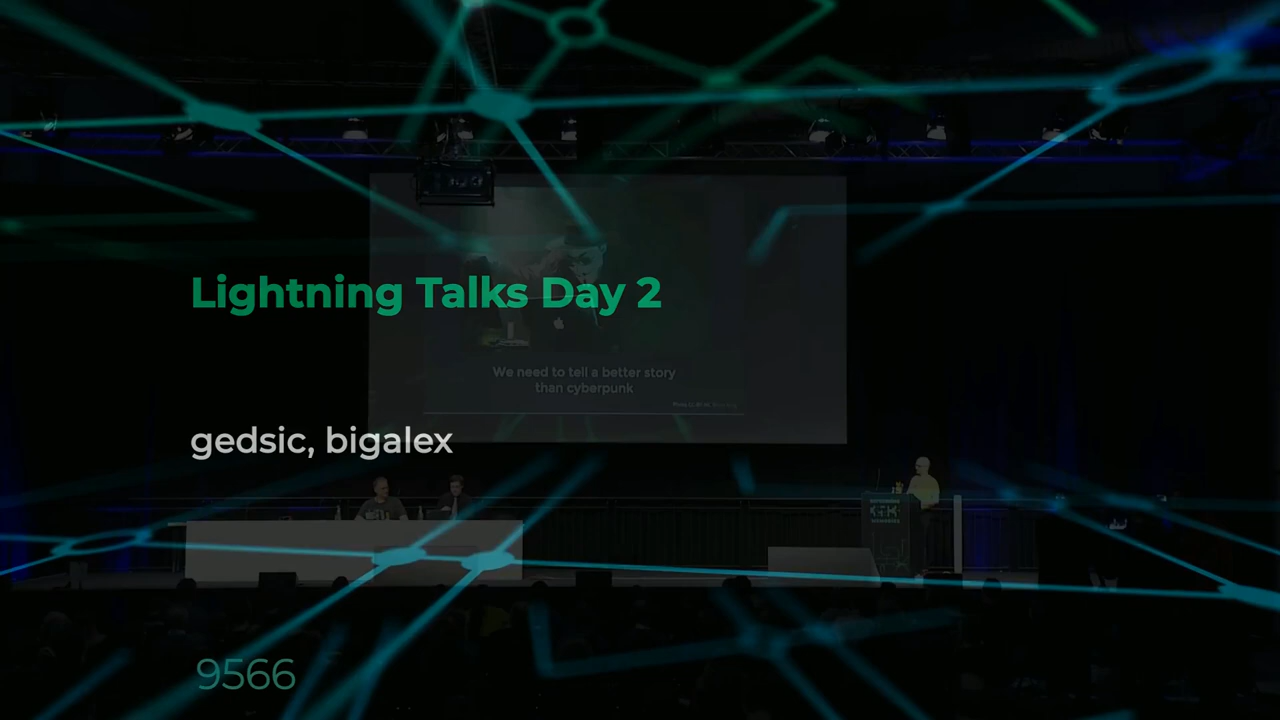 We need to tell a better story
than cyberpunk
Lightning Talks Day 2
gedsic, bigalex
9566